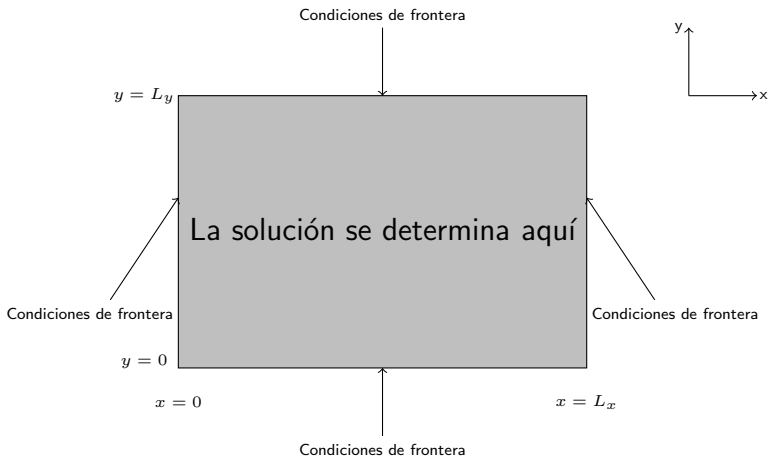 Condiciones de frontera
y
x
y = L_y
La solución se determina aquí
Condiciones de frontera
Condiciones de frontera
y = 0
x = 0
x = L_x
Condiciones de frontera